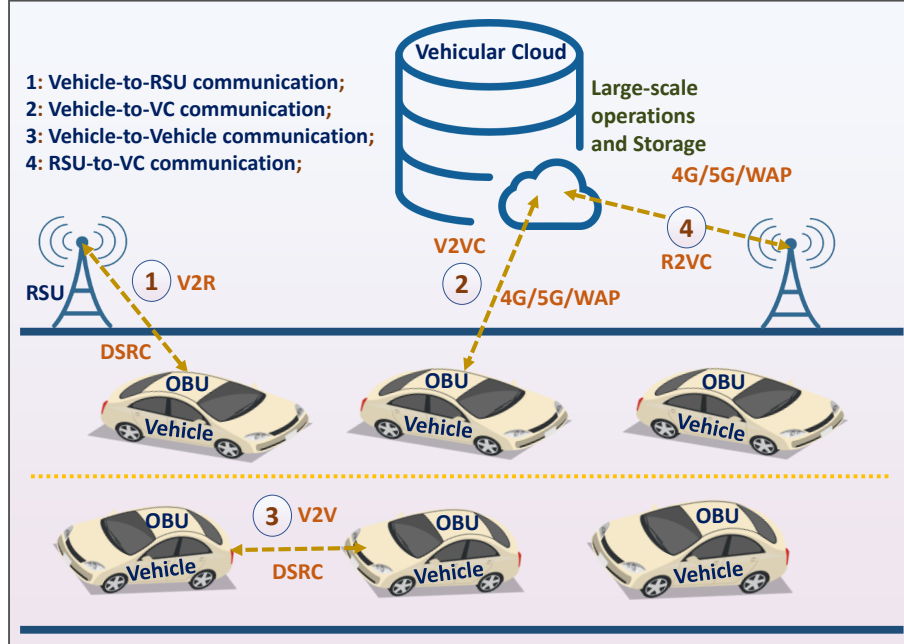 Vehicular Cloud
1: Vehicle-to-RSU communication;
2: Vehicle-to-VC communication;
3: Vehicle-to-Vehicle communication;
4: RSU-to-VC communication;
Large-scale
operations
and Storage
4G/5G/WAP
4
R2VC
V2VC
2
4G/5G/WAP
1 V2R
RSU
DSRC
OBU
Vehicle
OBU
Vehicle
OBU
Vehicle
3 V2V
DSRC
OBU
Vehicle
OBU
Vehicle
OBU
Vehicle